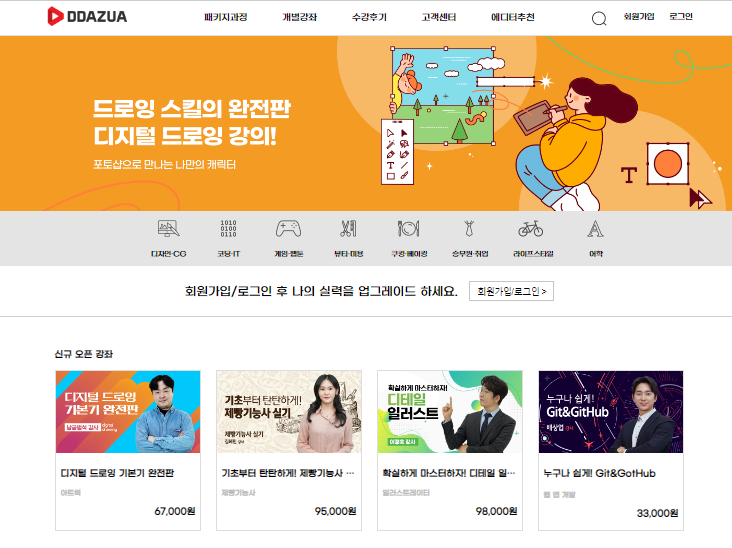 DDAZUA
패키지과정 개별강좌 수강후기 고객센터 에디터추천 회원가입 로그인
드로잉 스킬의 완전판
디지털 드로잉 강의!
포토샵으로 만나는 나만의 캐릭터
T
T
1010
0100
0110
디자인·CG 코딩·IT 게임·웹툰 뷰티·미용 쿠킹·베이킹 승무원·취업 라이프스타일 어학
회원가입/로그인 후 나의 실력을 업그레이드 하세요. 회원가입/로그인 >
신규 오픈 강좌
디지털 드로잉
기본기 완전판
남궁법석 강사
디지털 드로잉 기본기 완전판
아트웍
67,000원
기초부터 탄탄하게!
제빵기능사 실기
제빵기능사 실기
기초부터 탄탄하게! 제빵기능사 ...
제빵기능사
95,000원
확실하게 마스터하자!
디테일
일러스트
확실하게 마스터하자! 디테일 일...
일러스트레이터
98,000원
누구나 쉽게!
Git&GitHub
누구나 쉽게! Git&GotHub
웹 앱 개발
33,000원